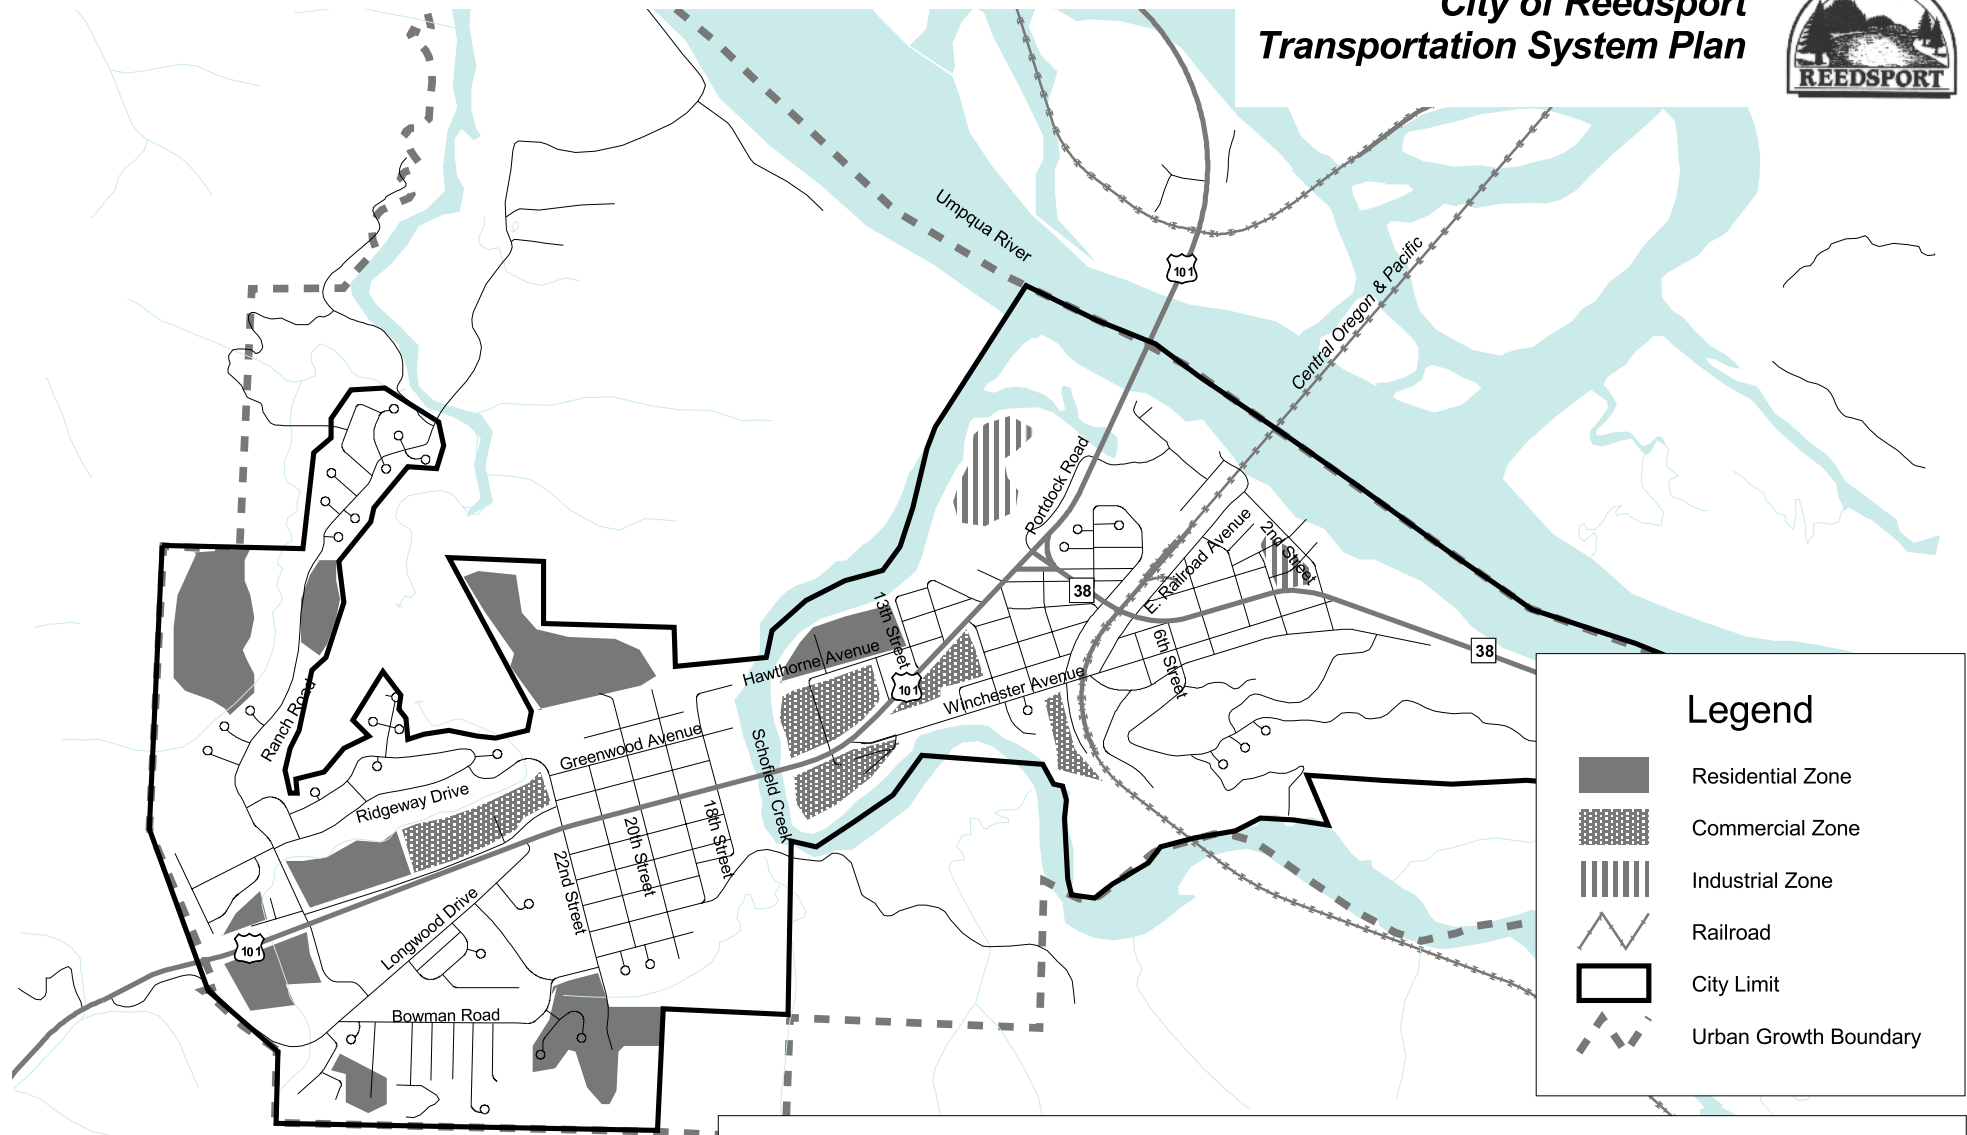 City of Reedsport
Transportation System Plan
REEDSPORT
Umpqua River
101
Central Oregon & Pacific
Portdock Road
2nd Street
E. Railroad Avenue
38
13th Street
6th Street
38
Hawthorne Avenue
101
Winchester Avenue
Ranch Road
Greenwood Avenue
Schofield Creek
Ridgeway Drive
18th Street
20th Street
22nd Street
Longwood Drive
101
Bowman Road
Legend
Residential Zone
Commercial Zone
Industrial Zone
Railroad
City Limit
Urban Growth Boundary